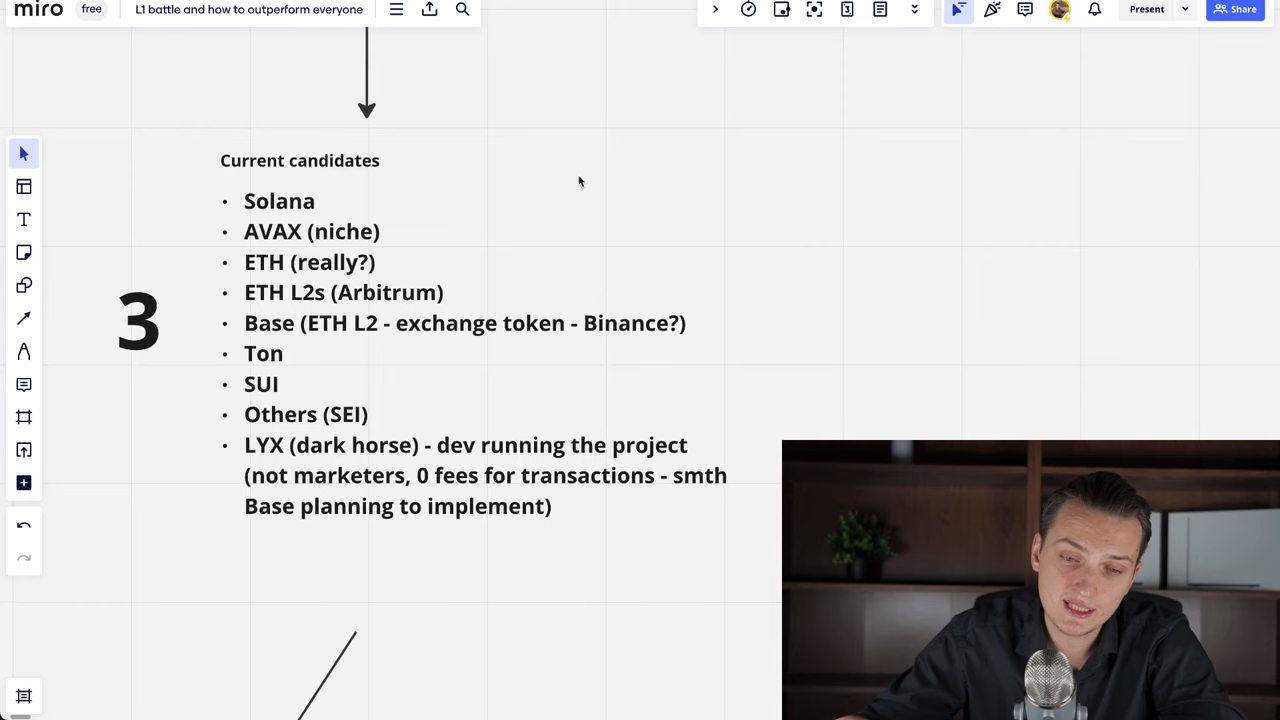 miro free L1 battle and how to outperform everyone 3 Present Share
Current candidates
• Solana
• AVAX (niche)
• ETH (really?)
• ETH L2s (Arbitrum)
3
• Base (ETH L2 - exchange token - Binance?)
• Ton
• SUI
• Others (SEI)
• LYX (dark horse) - dev running the project
(not marketers, 0 fees for transactions - smth
Base planning to implement)